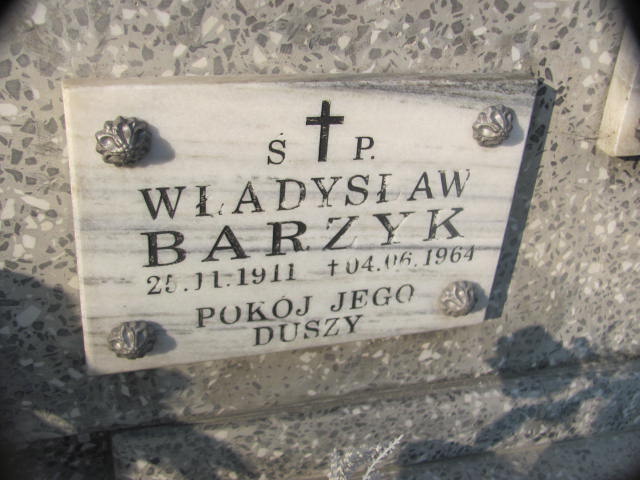 Ś P.
WŁADYSŁAW
BARZYK
25.11.1911 †04.06.1964
POKÓJ JEGO
DUSZY